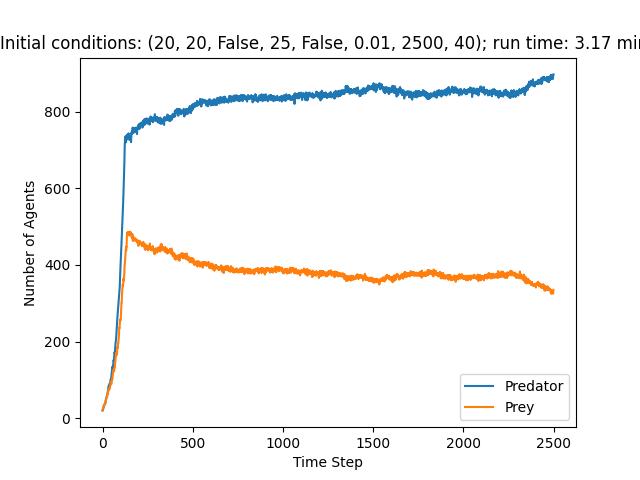 Initial conditions: (20, 20, False, 25, False, 0.01, 2500, 40); run time: 3.17
Number of Agents
800
600
400
200
0
Predator
Prey
0 500 1000 1500 2000 2500
Time Step